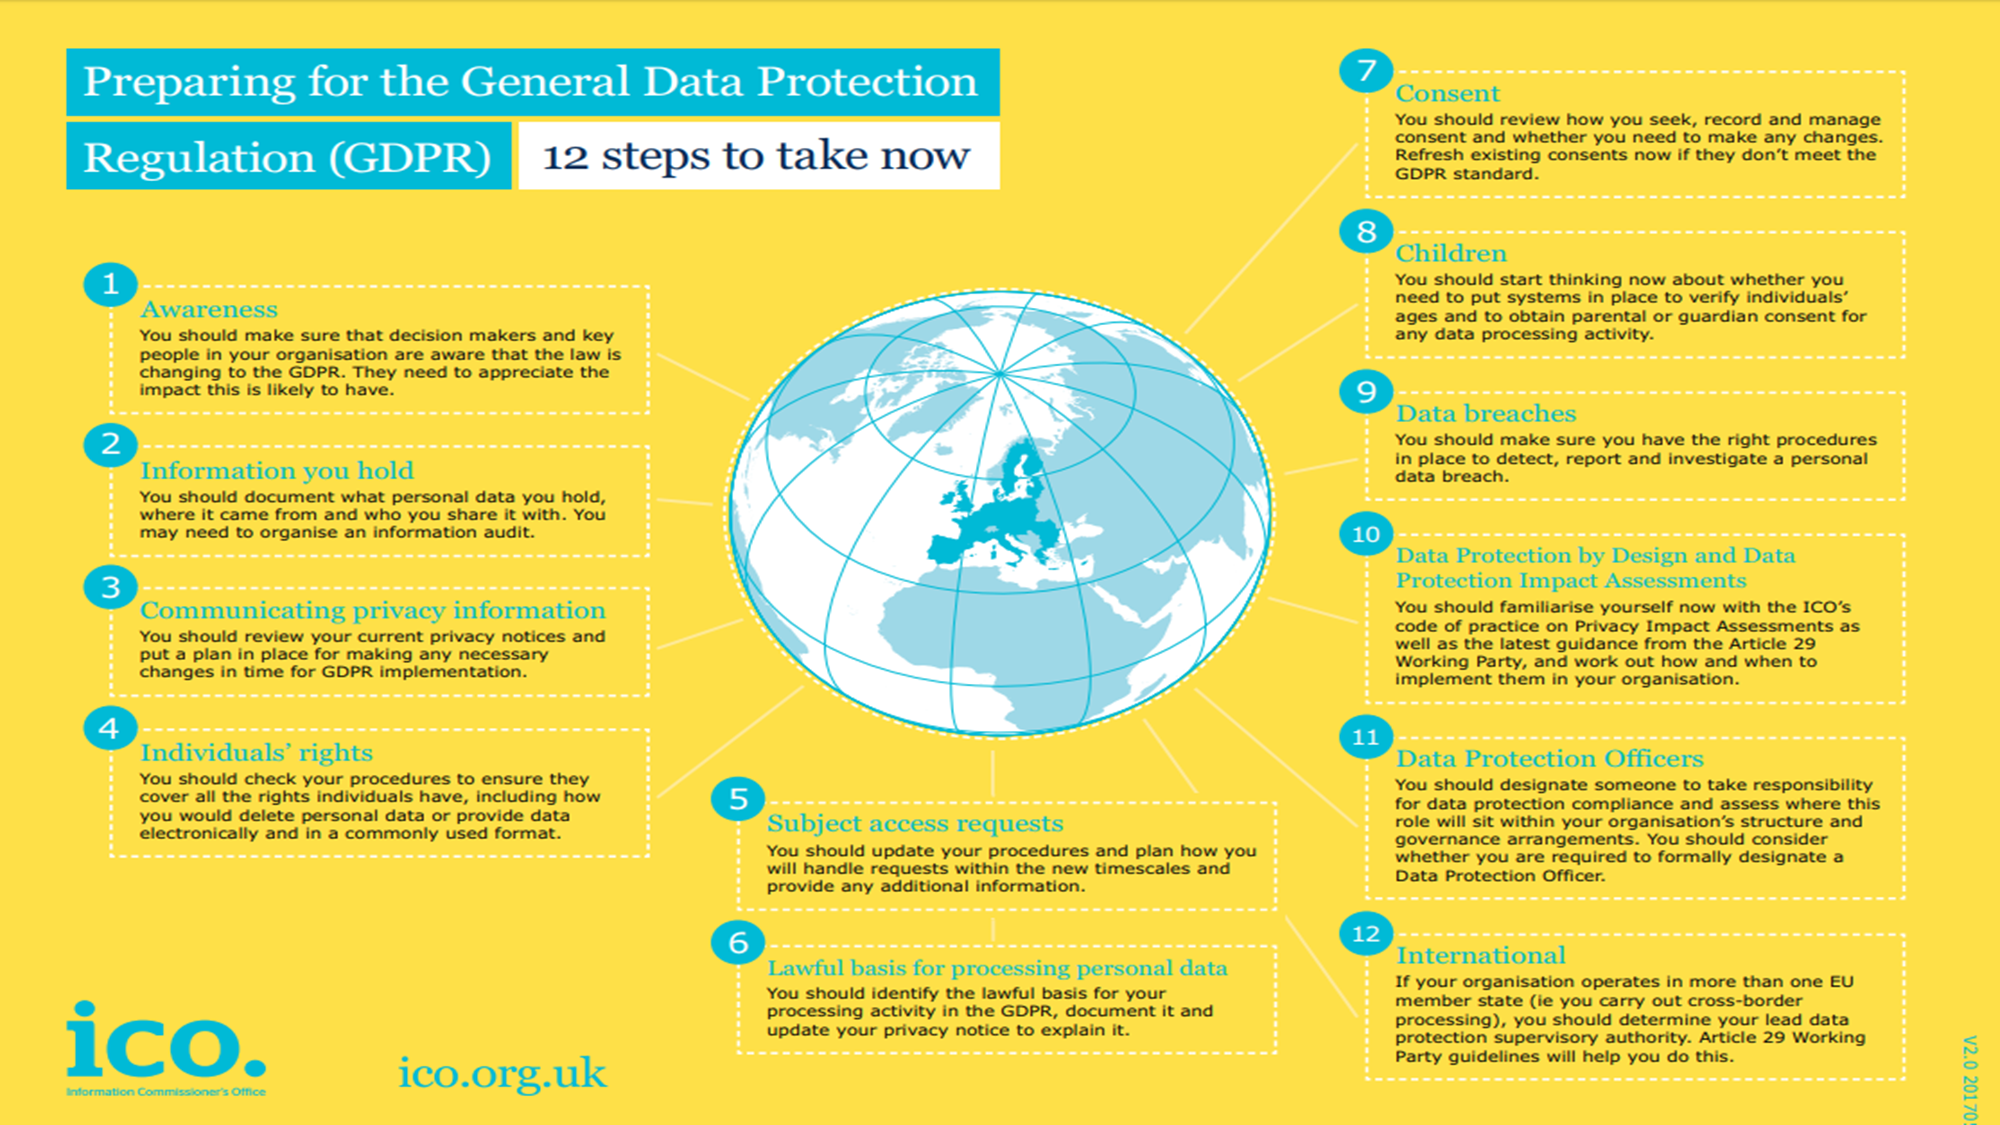 Preparing for the General Data Protection
Regulation (GDPR) 12 steps to take now
1
Awareness
You should make sure that decision makers and key
people in your organisation are aware that the law is
changing to the GDPR. They need to appreciate the
impact this is likely to have.
2
Information you hold
You should document what personal data you hold,
where it came from and who you share it with. You
may need to organise an information audit.
3
Communicating privacy information
You should review your current privacy notices and
put a plan in place for making any necessary
changes in time for GDPR implementation.
4
Individuals’ rights
You should check your procedures to ensure they
cover all the rights individuals have, including how
you would delete personal data or provide data
electronically and in a commonly used format.
5
Subject access requests
You should update your procedures and plan how you
will handle requests within the new timescales and
provide any additional information.
6
Lawful basis for processing personal data
You should identify the lawful basis for your
processing activity in the GDPR, document it and
update your privacy notice to explain it.
7
Consent
You should review how you seek, record and manage
consent and whether you need to make any changes.
Refresh existing consents now if they don’t meet the
GDPR standard.
8
Children
You should start thinking now about whether you
need to put systems in place to verify individuals’
ages and to obtain parental or guardian consent for
any data processing activity.
9
Data breaches
You should make sure you have the right procedures
in place to detect, report and investigate a personal
data breach.
10
Data Protection by Design and Data
Protection Impact Assessments
You should familiarise yourself now with the ICO’s
code of practice on Privacy Impact Assessments as
well as the latest guidance from the Article 29
Working Party, and work out how and when to
implement them in your organisation.
11
Data Protection Officers
You should designate someone to take responsibility
for data protection compliance and assess where this
role will sit within your organisation’s structure and
governance arrangements. You should consider
whether you are required to formally designate a
Data Protection Officer.
12
International
If your organisation operates in more than one EU
member state (ie you carry out cross-border
processing), you should determine your lead data
protection supervisory authority. Article 29 Working
Party guidelines will help you do this.
ico.
Information Commissioner’s Office
ico.org.uk
V2.0